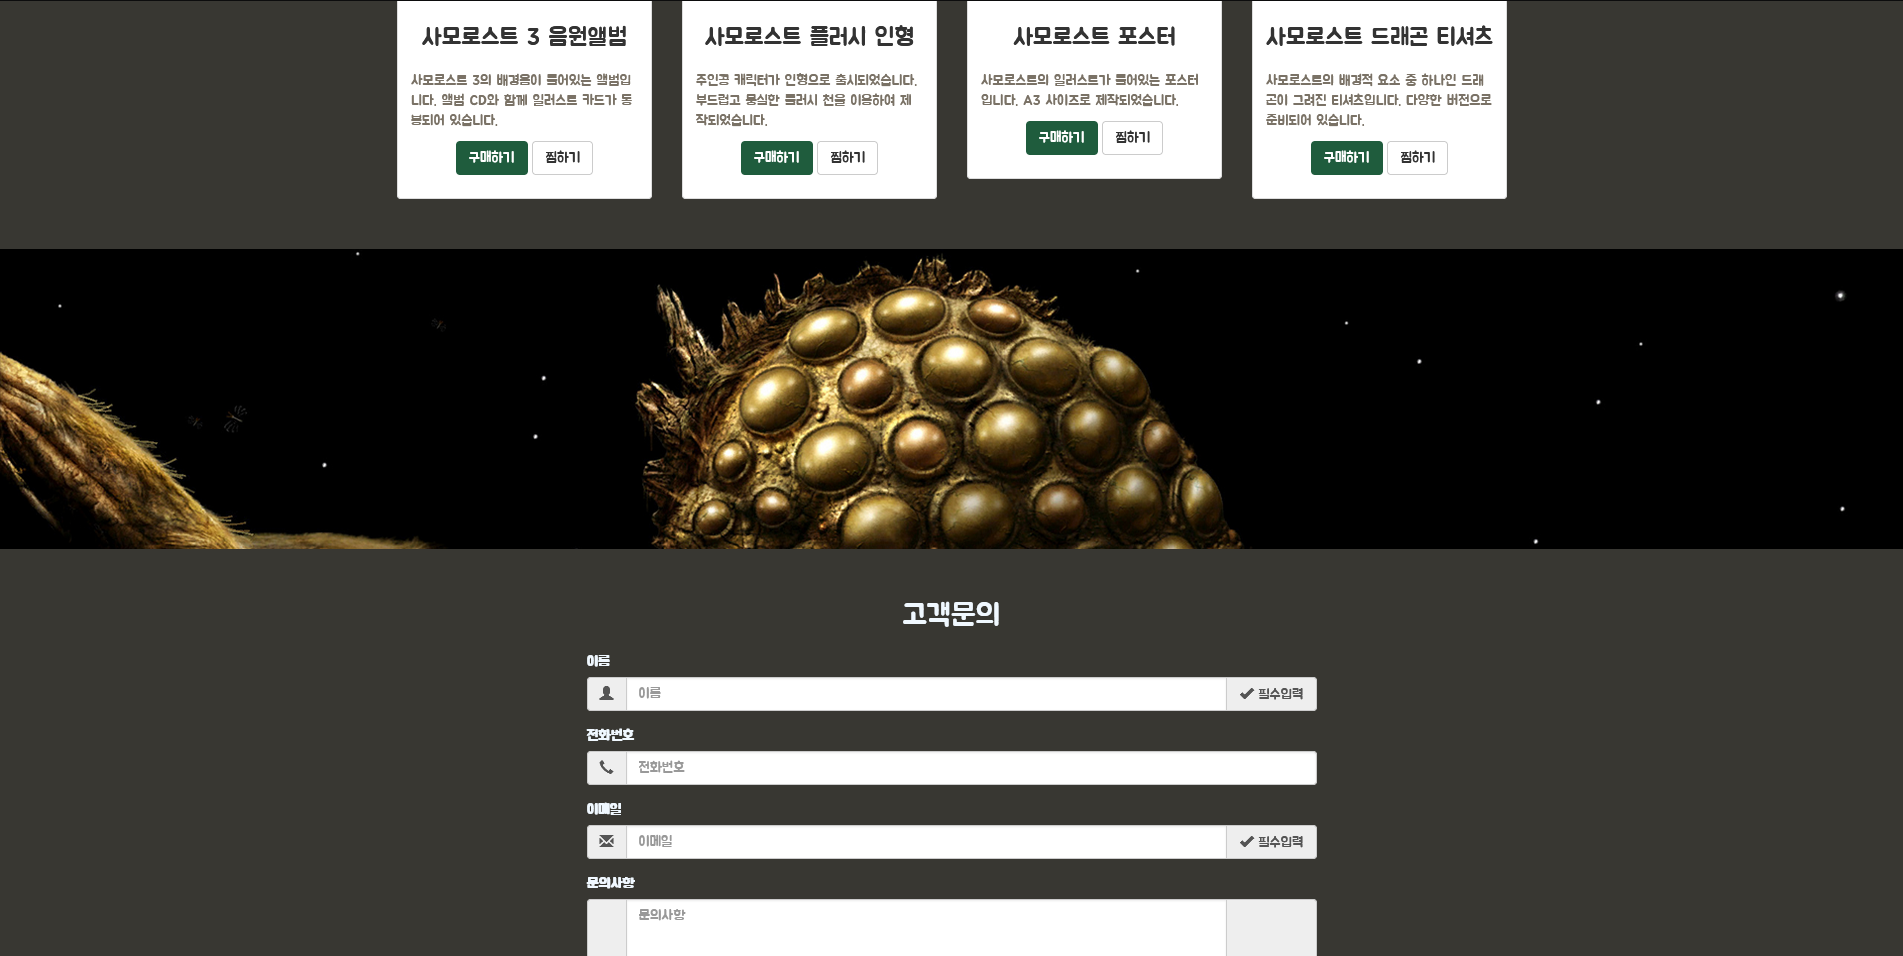 사모로스트 3 음원앨범
사모로스트 3의 배경음이 들어있는 앨범입
니다. 앨범 CD와 함께 일러스트 카드가 동
봉되어 있습니다.
구매하기 찜하기
사모로스트 플러시 인형
주인공 캐릭터가 인형으로 출시되었습니다.
부드럽고 몽실한 플러시 천을 이용하여 제
작되었습니다.
구매하기 찜하기
사모로스트 포스터
사모로스트의 일러스트가 들어있는 포스터
입니다. A3 사이즈로 제작되었습니다.
구매하기 찜하기
사모로스트 드래곤 티셔츠
사모로스트의 배경적 요소 중 하나인 드래
곤이 그려진 티셔츠입니다. 다양한 버전으로
준비되어 있습니다.
구매하기 찜하기
고객문의
이름
이름 필수입력
전화번호
전화번호
이메일
이메일 필수입력
문의사항
문의사항